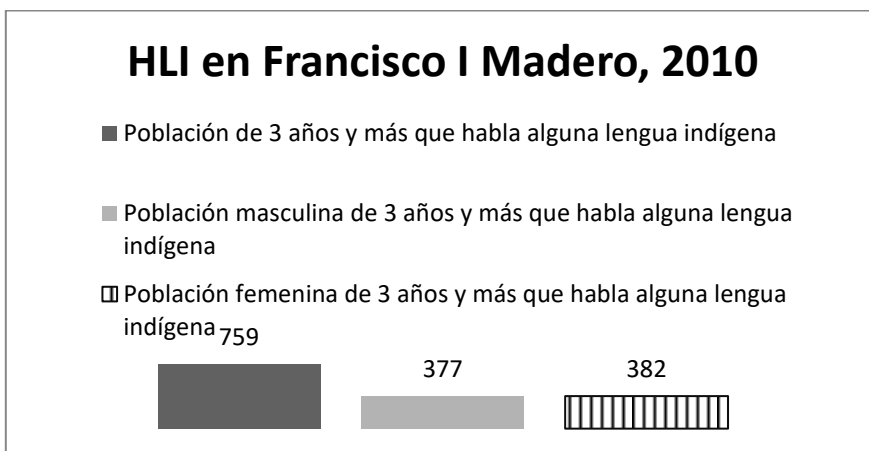 HLI en Francisco I Madero, 2010
Población de 3 años y más que habla alguna lengua indígena
Población masculina de 3 años y más que habla alguna lengua
indígena
Población femenina de 3 años y más que habla alguna lengua
indígena
759
377
382